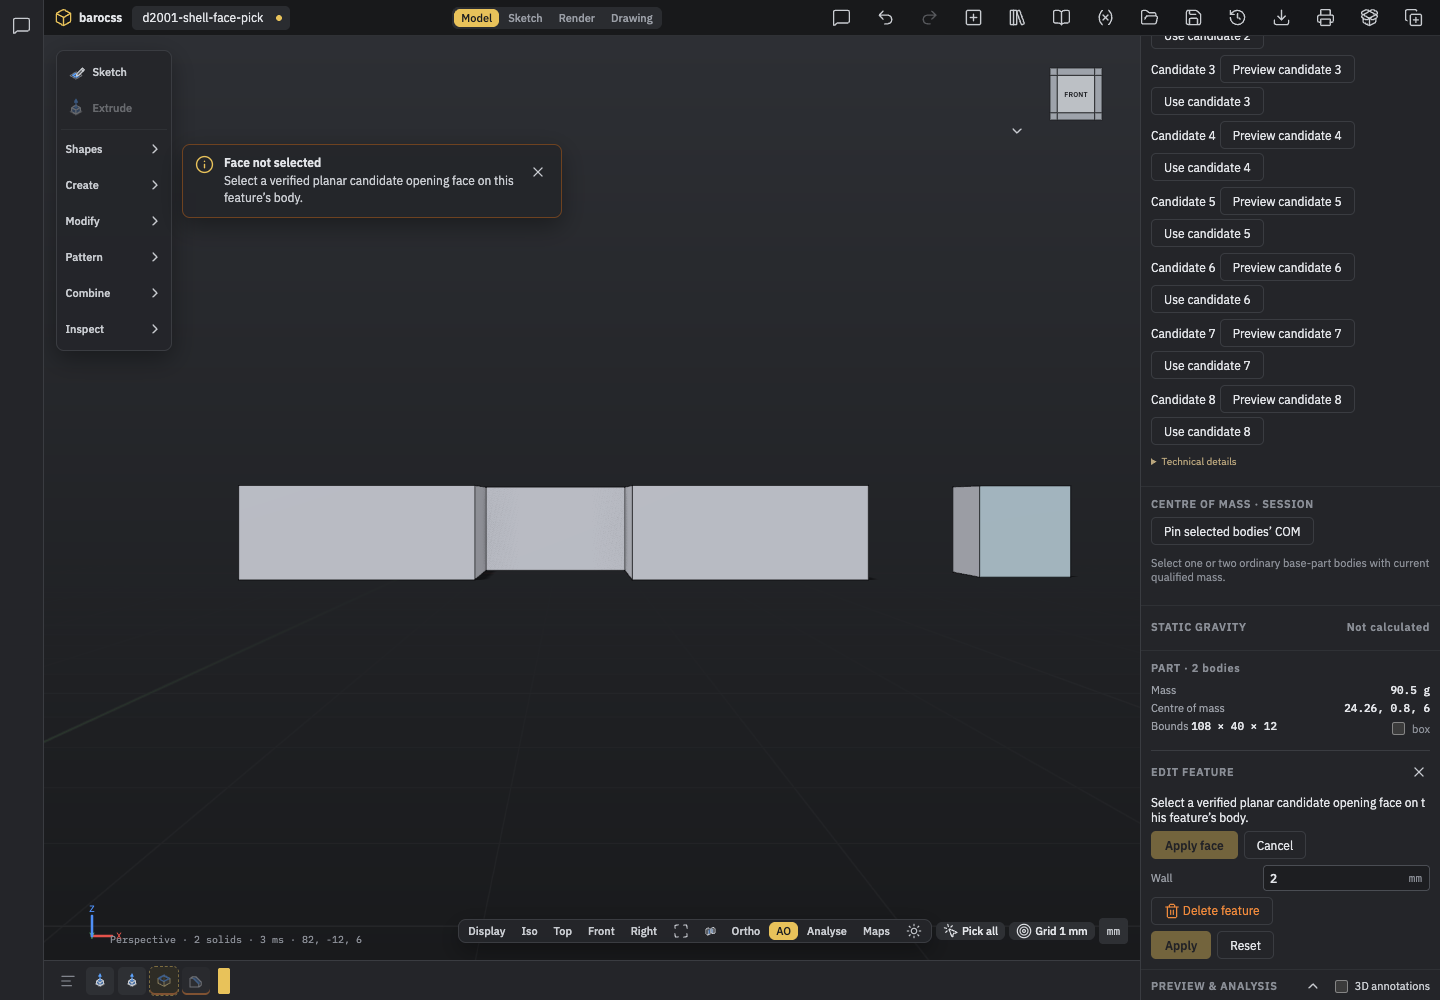 barocss
d2001-shell-face-pick
Model
Sketch
Render
Drawing
Sketch
Extrude
Shapes
Create
Modify
Pattern
Combine
Inspect
Face not selected
Select a verified planar candidate opening face on this
feature's body.
FRONT
Use candidate 2
Candidate 3 Preview candidate 3
Use candidate 3
Candidate 4 Preview candidate 4
Use candidate 4
Candidate 5 Preview candidate 5
Use candidate 5
Candidate 6 Preview candidate 6
Use candidate 6
Candidate 7 Preview candidate 7
Use candidate 7
Candidate 8 Preview candidate 8
Use candidate 8
Technical details
CENTRE OF MASS · SESSION
Pin selected bodies' COM
Select one or two ordinary base-part bodies with current
qualified mass.
STATIC GRAVITY Not calculated
PART · 2 bodies
Mass 90.5 g
Centre of mass 24.26, 0.8, 6
Bounds 108 × 40 × 12 box
EDIT FEATURE
Select a verified planar candidate opening face on t
his feature's body.
Apply face Cancel
Wall 2 mm
Delete feature
Apply Reset
PREVIEW & ANALYSIS 3D annotations
Z
X
Perspective · 2 solids · 3 ms · 82, -12, 6
Display Iso Top Front Right Ortho AO Analyse Maps Pick all Grid 1 mm mm